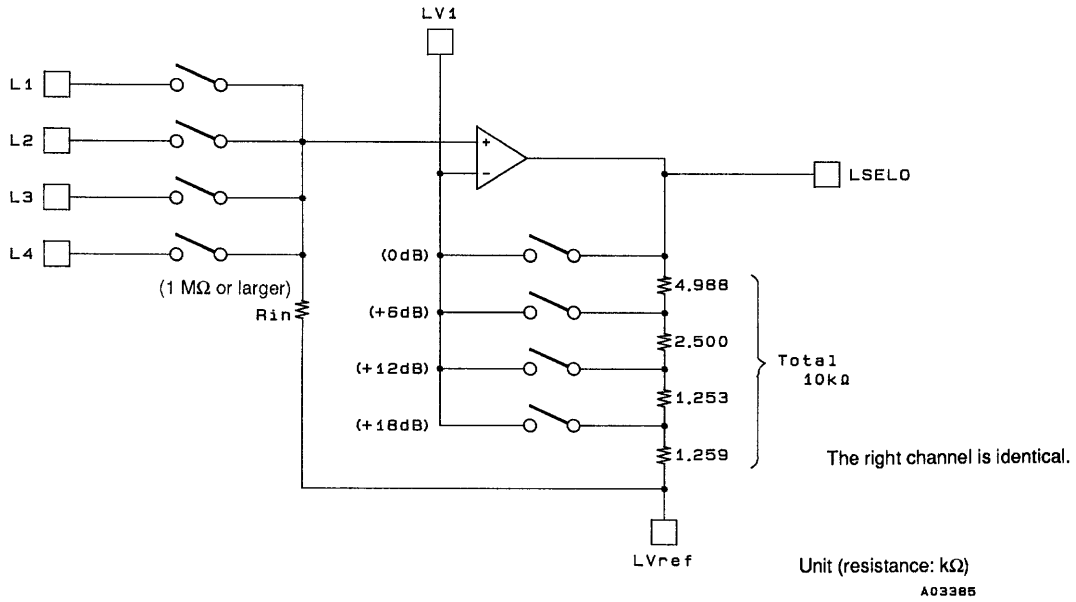 LV1
L1
L2
+
L3
-
LSELO
L4
(0dB)
(1 MΩ or larger)
4.988
Rin
(+6dB)
2.500
Total
10kΩ
(+12dB)
1.253
(+18dB)
1.259
The right channel is identical.
LVref
Unit (resistance: kΩ)
A03385